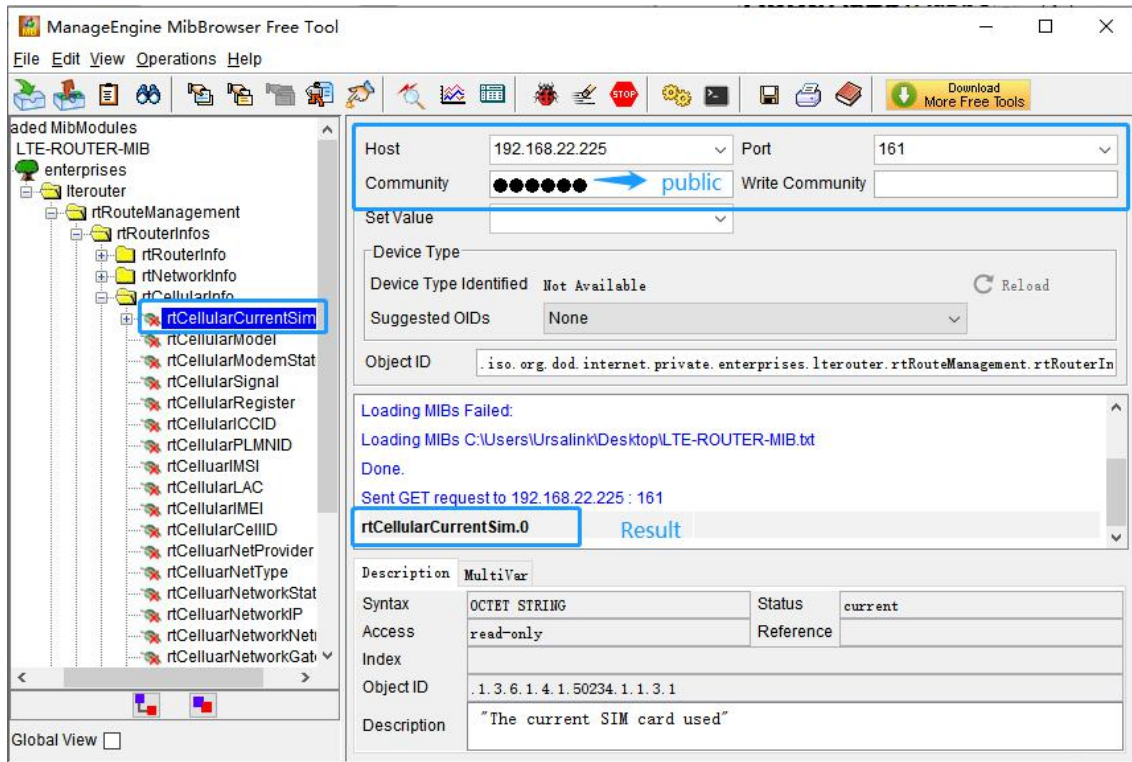 ManageEngine MibBrowser Free Tool
File Edit View Operations Help
STOP
Download
More Free Tools
aded MibModules
LTE-ROUTER-MIB
enterprises
lterouter
rtRouteManagement
rtRouterInfos
rtRouterInfo
rtNetworkInfo
rtCellularInfo
rtCellularCurrentSim
rtCellularModel
rtCellularModemStat
rtCellularSignal
rtCellularRegister
rtCellularICCID
rtCellularPLMNID
rtCelluarIMSI
rtCellularLAC
rtCellularIMEI
rtCellularCellID
rtCelluarNetProvider
rtCelluarNetType
rtCelluarNetworkStat
rtCelluarNetworkIP
rtCelluarNetworkNet
rtCelluarNetworkGat
Global View
Host 192.168.22.225 Port 161
Community ●●●●●● public Write Community
Set Value
Device Type
Device Type Identified Not Available Reload
Suggested OIDs None
Object ID .iso.org.dod.internet.private.enterprises.lterouter.rtRouteManagement.rtRouterIn
Loading MIBs Failed:
Loading MIBs C:\Users\Ursalink\Desktop\LTE-ROUTER-MIB.txt
Done.
Sent GET request to 192.168.22.225 : 161
rtCellularCurrentSim.0 Result
Description MultiVar
Syntax OCTET STRING Status current
Access read-only Reference
Index
Object ID .1.3.6.1.4.1.50234.1.1.3.1
Description "The current SIM card used"